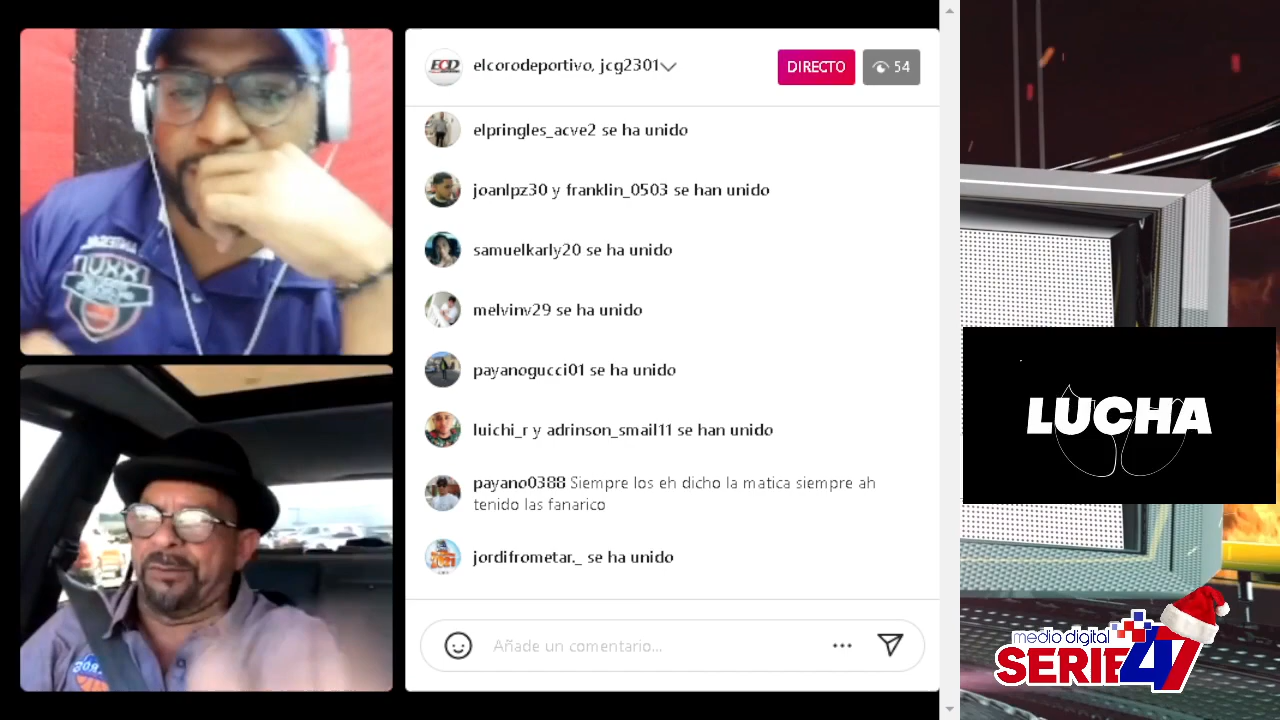 elcorodeportivo, jcg2301
DIRECTO
54
elpringles_acve2 se ha unido
joanlpz30 y franklin_0503 se han unido
samuelkarly20 se ha unido
melvinv29 se ha unido
payanogucci01 se ha unido
luichi_r y adrinson_smail11 se han unido
payano0388 Siempre los eh dicho la matica siempre ah
tenido las fanarico
jordifrometar._ se ha unido
Añade un comentario...
ECD
LUCHA
medio digital
SERIE47